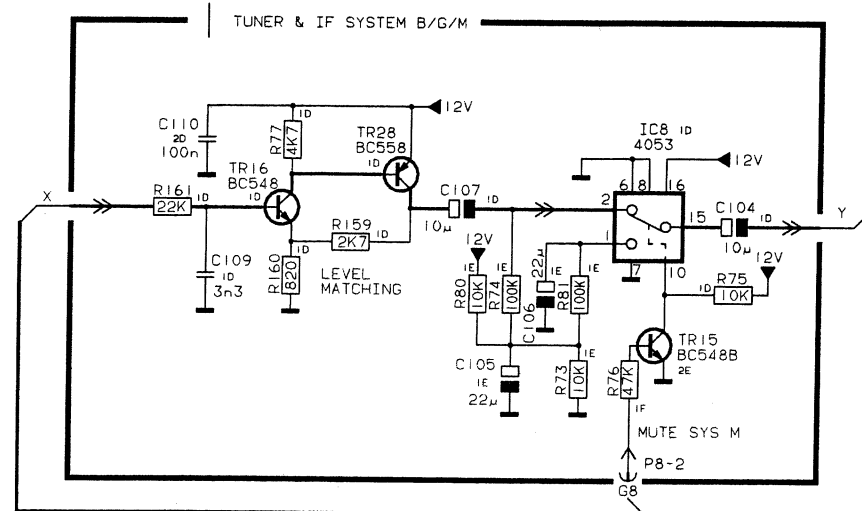 TUNER & IF SYSTEM B/G/M
C110
2D
100n
R77
4K7
1D
TR28
BC558
1D
12V
IC8 1D
4053
12V
6
8
16
X
R161
1D
22K
TR16
BC548
1D
C107
1D
10µ
2
15
C104
1D
10µ
Y
R159
2K7
1D
1
7
10
12V
R75
1D
10K
C109
1D
3n3
R160
820
1D
LEVEL
MATCHING
12V
1E
R80
10K
1E
R74
100K
22µ
1E
C106
1E
R81
100K
TR15
BC548B
2E
C105
1E
22µ
1E
R73
10K
R76
47K
1F
MUTE SYS M
P8-2
G8